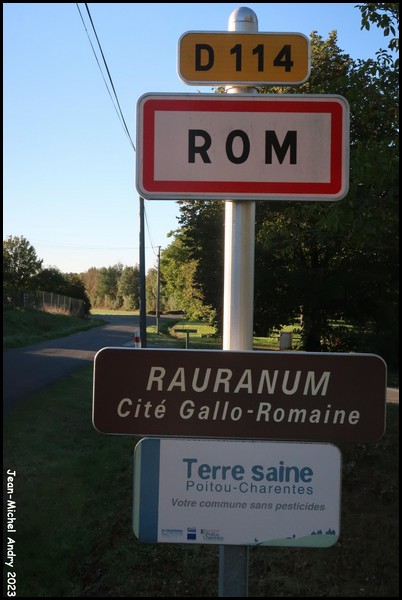 D 114
ROM
RAURANUM
Cité Gallo-Romaine
Terre saine
Poitou-Charentes
Votre commune sans pesticides
Jean-Michel Andry 2023